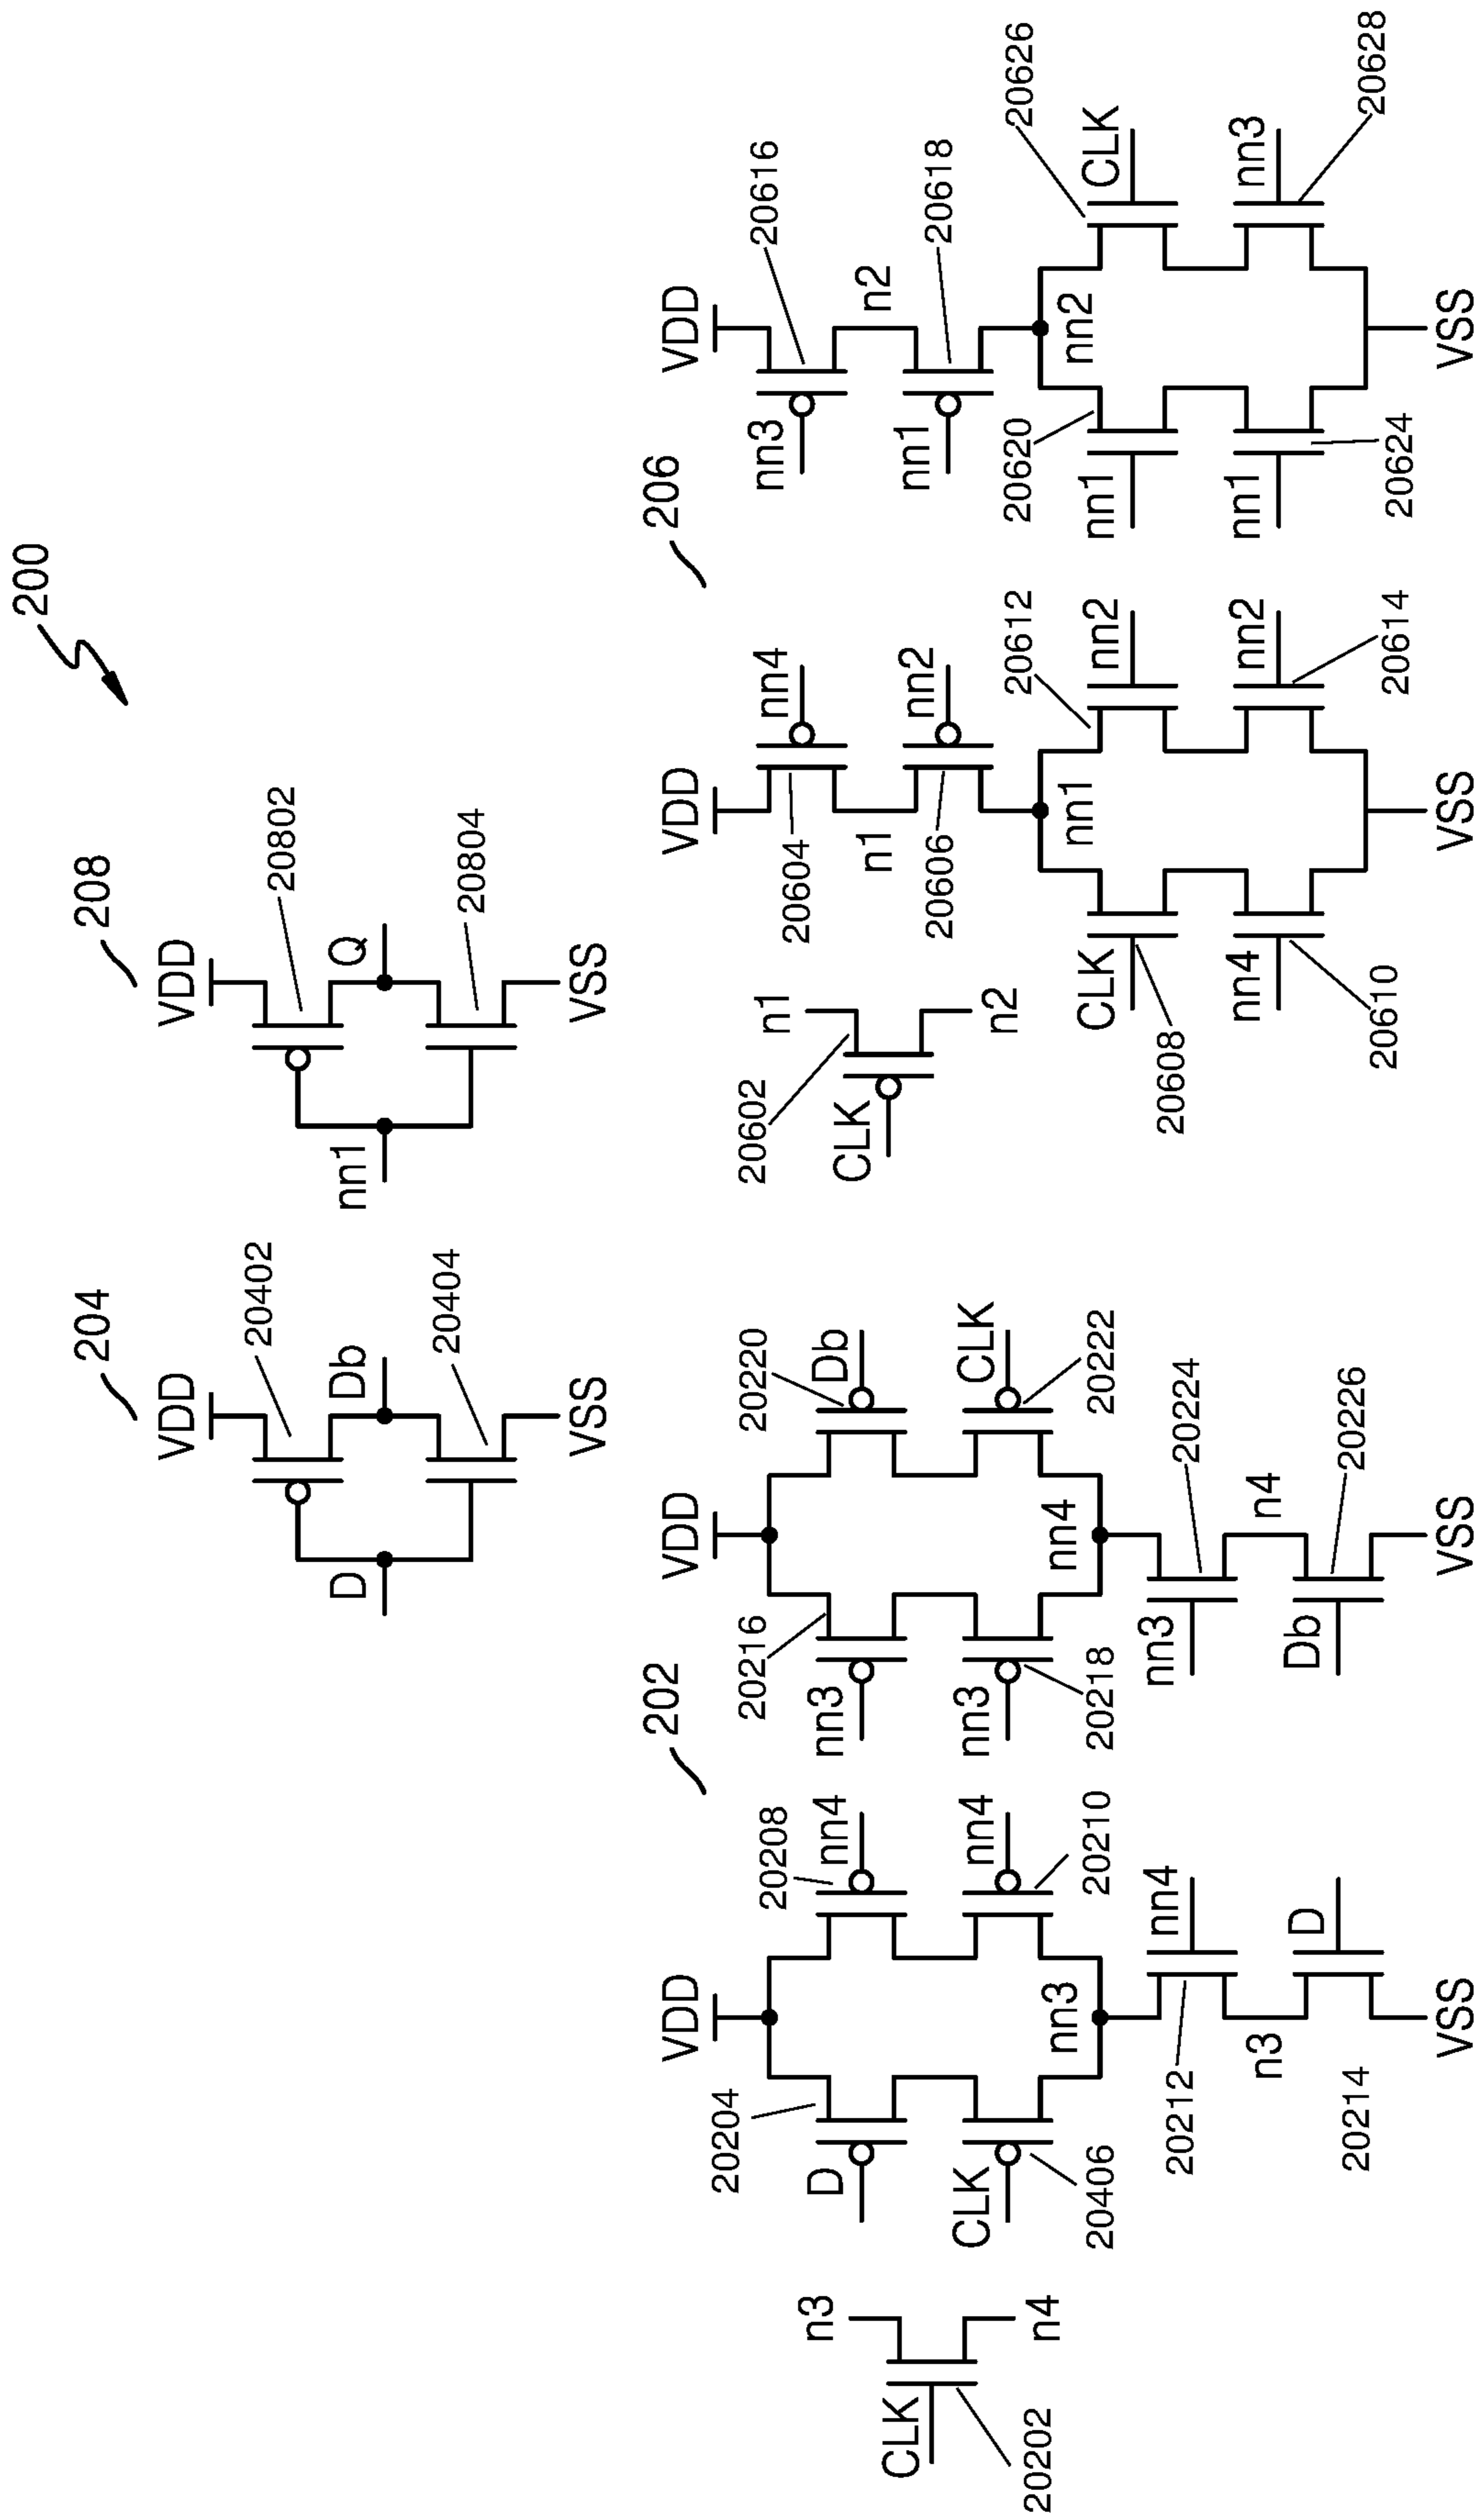 200
204
VDD
20402
D
Db
20404
VSS
208
VDD
20802
nn1
Q
20804
VSS
202
n3
CLK
n4
20202
VDD
20204
D
CLK
20406
20208
nn4
nn4
20210
nn3
nn4
20212
n3
D
20214
VSS
VDD
20216
nn3
nn3
20218
20220
Db
CLK
20222
nn4
nn3
20224
n4
Db
20226
VSS
206
20602
n1
CLK
n2
VDD
nn4
20604
n1
nn2
20606
nn1
CLK
20608
nn4
20610
20612
nn2
nn2
20614
VSS
VDD
20616
nn3
n2
20618
nn1
nn2
20620
nn1
nn1
20624
20626
CLK
nn3
20628
VSS